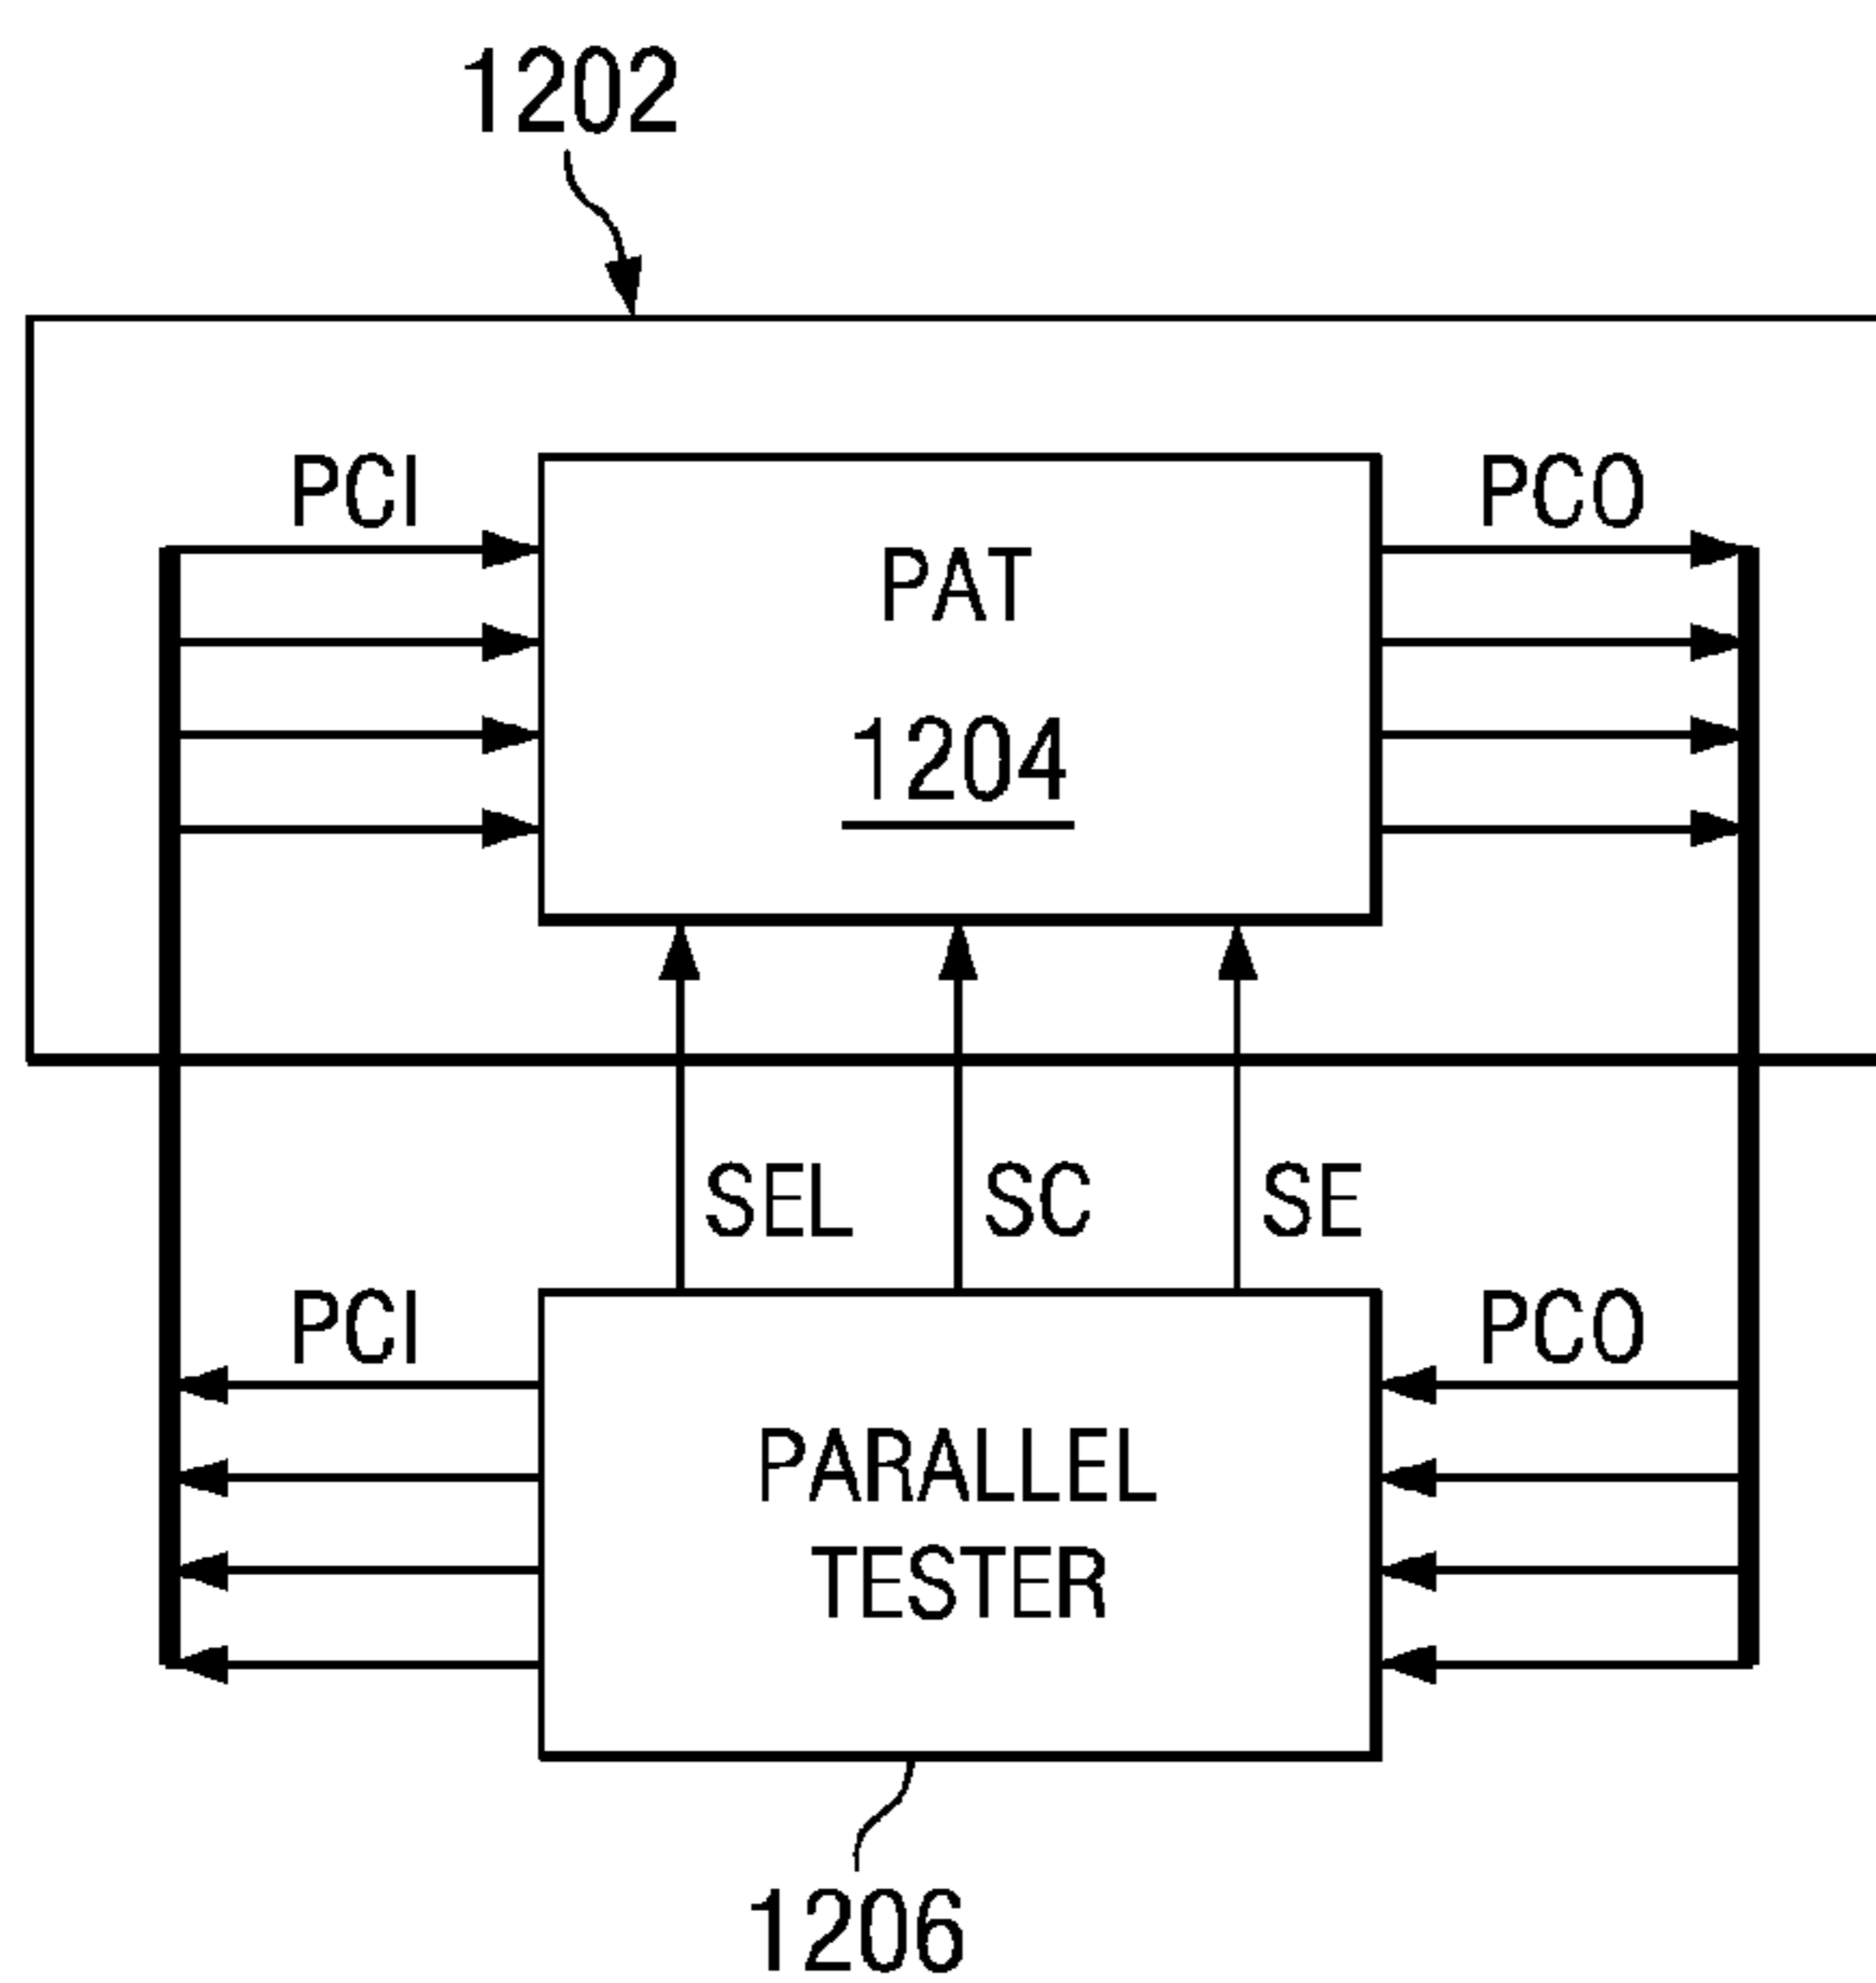 1202
PCI
PCO
PAT
1204
SEL
SC
SE
PCI
PCO
PARALLEL
TESTER
1206